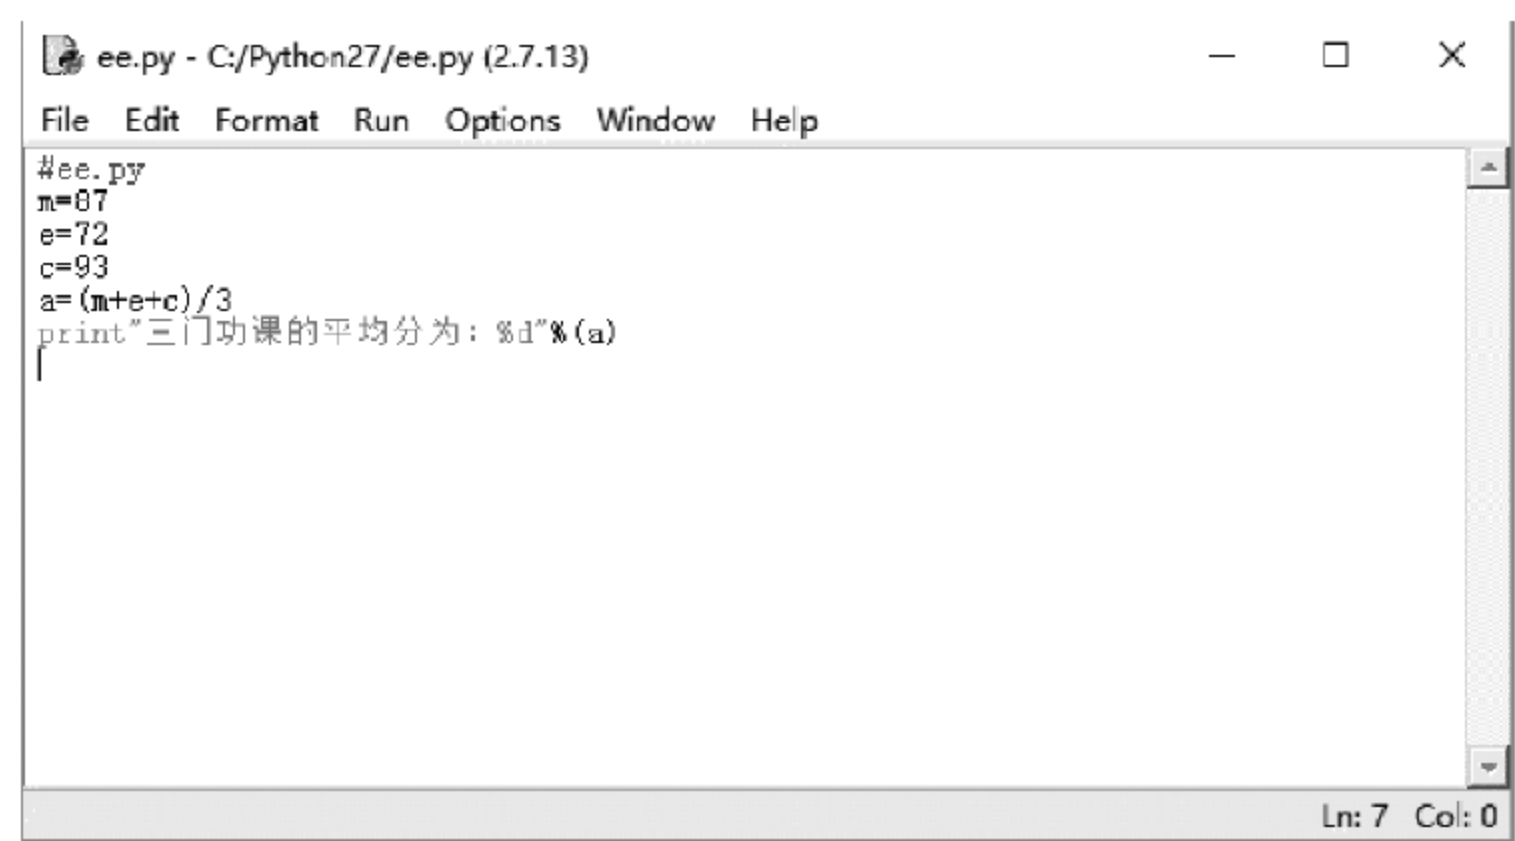 ee.py - C:/Python27/ee.py (2.7.13)
File Edit Format Run Options Window Help
#ee.py
m=87
e=72
c=93
a=(m+e+c)/3
print"三门功课的平均分为: %d"%(a)
Ln: 7 Col: 0